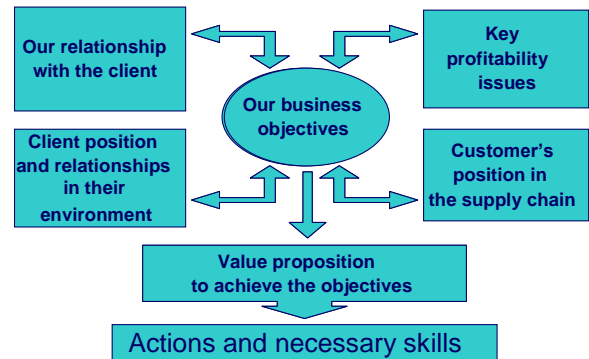 Our relationship
with the client
Key
profitability
issues
Our business
objectives
Client position
and relationships
in their
environment
Customer's
position in
the supply chain
Value proposition
to achieve the objectives
Actions and necessary skills